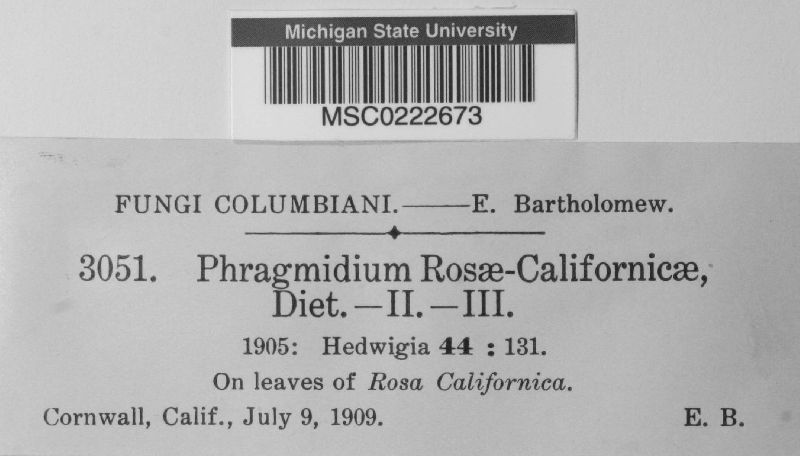 Michigan State University
MSC0222673
FUNGI COLUMBIANI.——E. Bartholomew.
3051. Phragmidium Rosæ-Californicæ,
Diet.—II.—III.
1905: Hedwigia 44 : 131.
On leaves of Rosa Californica.
Cornwall, Calif., July 9, 1909. E. B.